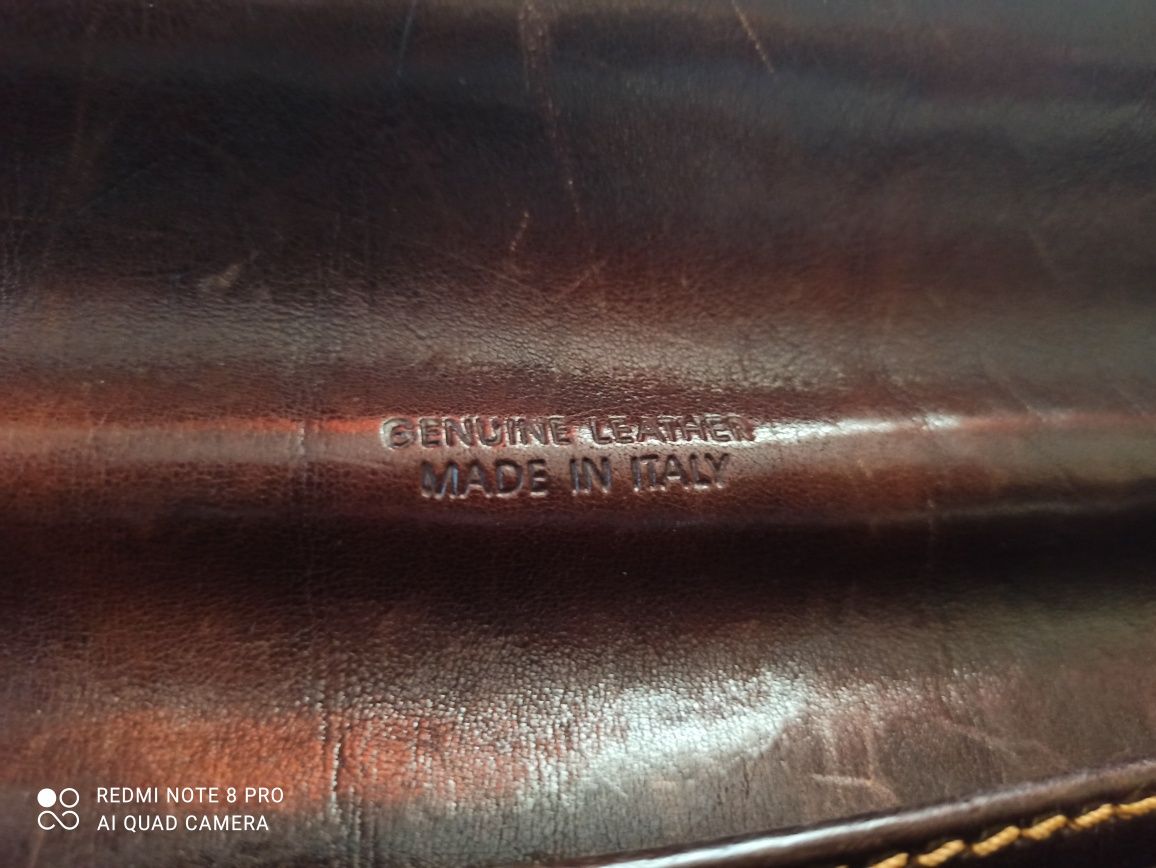 GENUINE LEATHER
MADE IN ITALY
REDMI NOTE 8 PRO
AI QUAD CAMERA